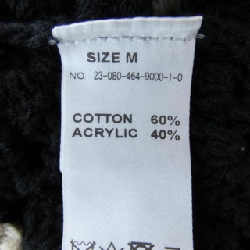 SIZE M
NO. 23-080-464-9000-1-0
COTTON 60%
ACRYLIC 40%